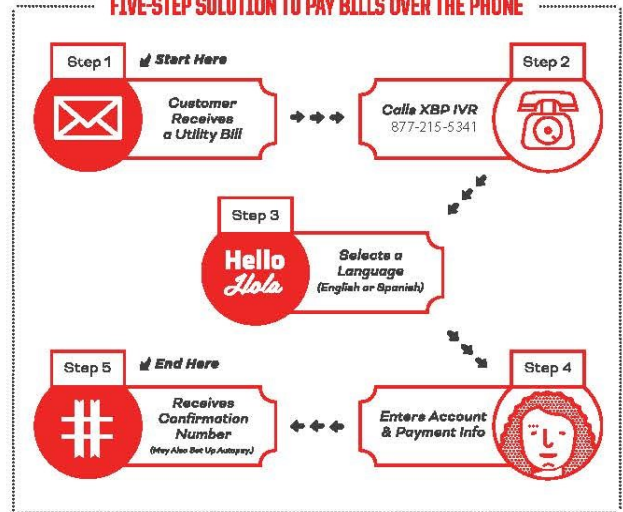 FIVE-STEP SOLUTION TO PAY BILLS OVER THE PHONE
Step 1
Start Here
Customer
Receives
a Utility Bill
Step 2
Calls XBP IVR
877-215-5341
Step 3
Hello
Hola
Selects a
Language
(English or Spanish)
Step 4
Enters Account
& Payment Info
Step 5
End Here
#
Receives
Confirmation
Number
(May Also Set Up Autopay.)